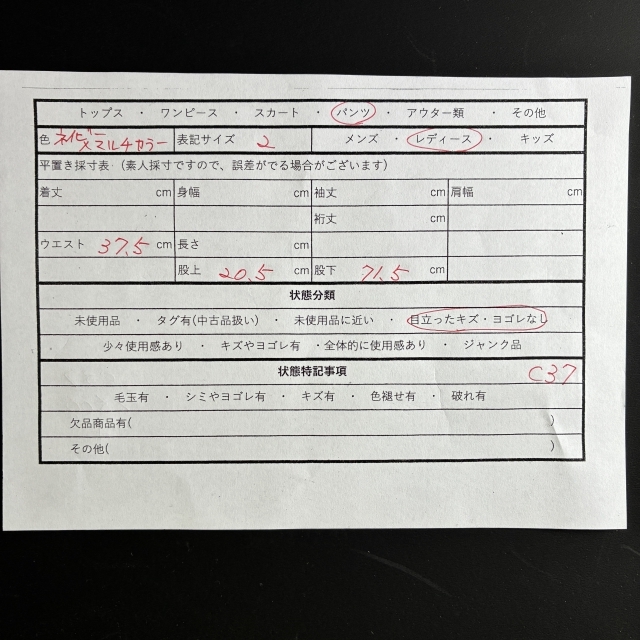 トップス ・ ワンピース ・ スカート ・ パンツ ・ アウター類 ・ その他
色 ネイビー×マルチカラー 表記サイズ 2 メンズ ・ レディース ・ キッズ
平置き採寸表（素人採寸ですので、誤差がでる場合がございます）
着丈 cm 身幅 cm 袖丈 cm 肩幅 cm
裄丈 cm
ウエスト 37.5 cm 長さ cm
股上 20.5 cm 股下 71.5 cm
状態分類
未使用品 ・ タグ有(中古品扱い) ・ 未使用品に近い ・ 目立ったキズ・ヨゴレなし
少々使用感あり ・ キズやヨゴレ有 ・全体的に使用感あり ・ ジャンク品
状態特記事項 C37
毛玉有 ・ シミやヨゴレ有 ・ キズ有 ・ 色褪せ有 ・ 破れ有
欠品商品有( )
その他( )